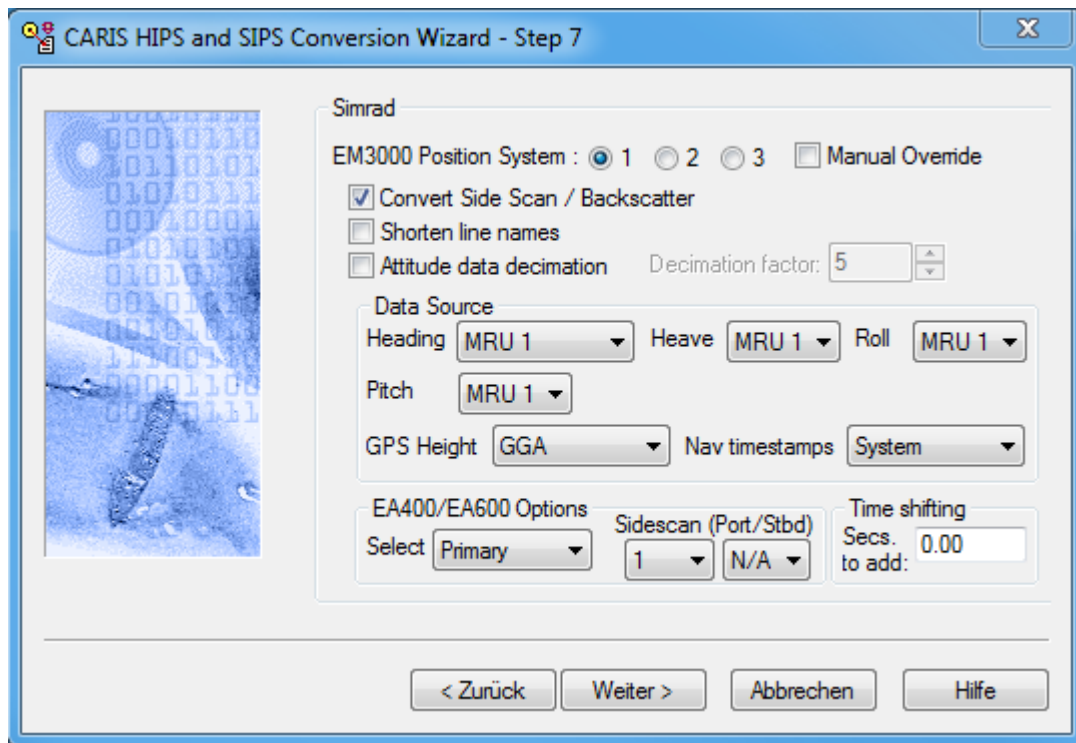 CARIS HIPS and SIPS Conversion Wizard - Step 7
Simrad
EM3000 Position System : 1 2 3 Manual Override
Convert Side Scan / Backscatter
Shorten line names
Attitude data decimation Decimation factor: 5
Data Source
Heading MRU 1 Heave MRU 1 Roll MRU 1
Pitch MRU 1
GPS Height GGA Nav timestamps System
EA400/EA600 Options
Select Primary
Sidescan (Port/Stbd)
1 N/A
Time shifting
Secs.
to add: 0.00
< Zurück Weiter > Abbrechen Hilfe